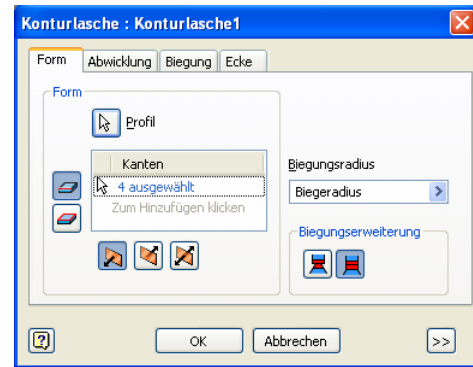 Konturlasche : Konturlasche1
Form Abwicklung Biegung Ecke
Form
Profil
Kanten
4 ausgewählt
Zum Hinzufügen klicken
Biegungsradius
Biegeradius
Biegungserweiterung
OK Abbrechen >>